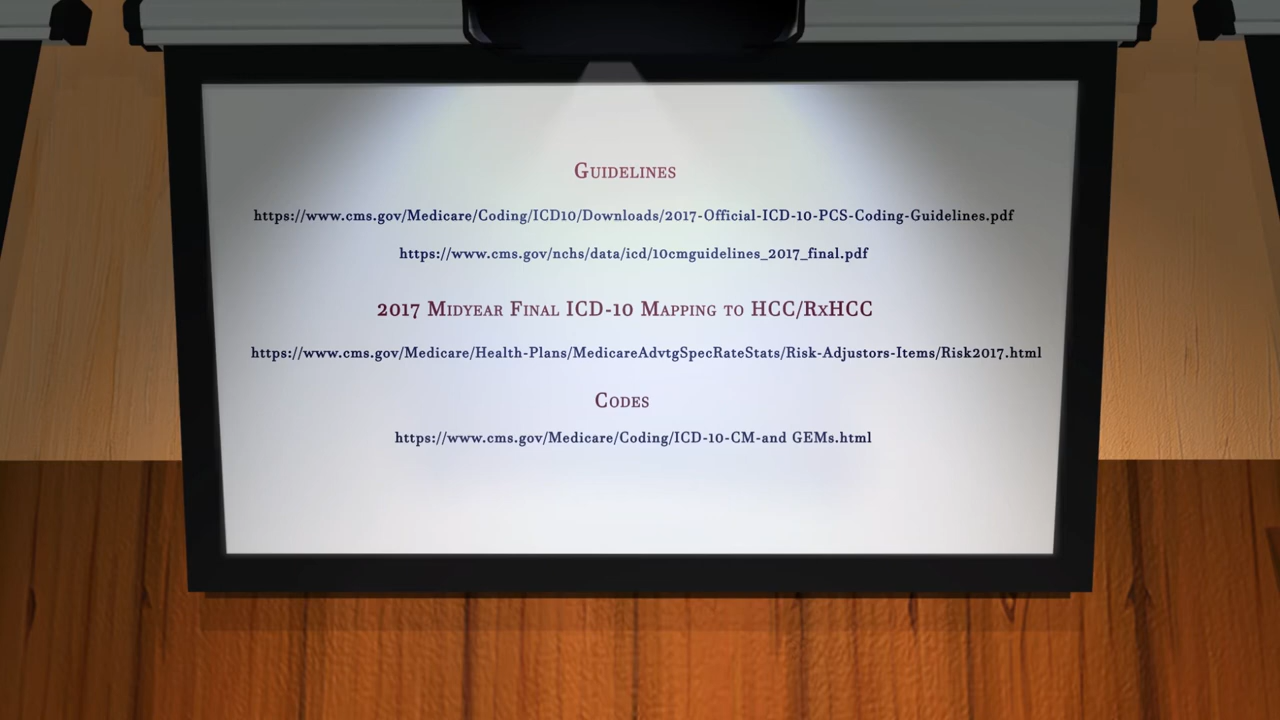 Guidelines
https://www.cms.gov/Medicare/Coding/ICD10/Downloads/2017-Official-ICD-10-PCS-Coding-Guidelines.pdf
https://www.cms.gov/nchs/data/icd/10cmguidelines_2017_final.pdf
2017 Midyear Final ICD-10 Mapping to HCC/RxHCC
https://www.cms.gov/Medicare/Health-Plans/MedicareAdvtgSpecRateStats/Risk-Adjustors-Items/Risk2017.html
Codes
https://www.cms.gov/Medicare/Coding/ICD-10-CM-and GEMs.html